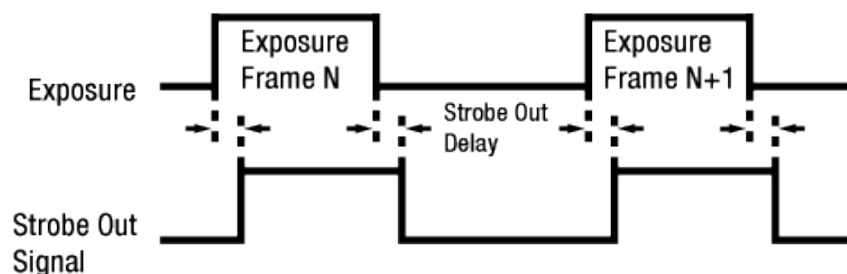 Exposure
Frame N
Exposure
Frame N+1
Exposure
Strobe Out
Delay
Strobe Out
Signal